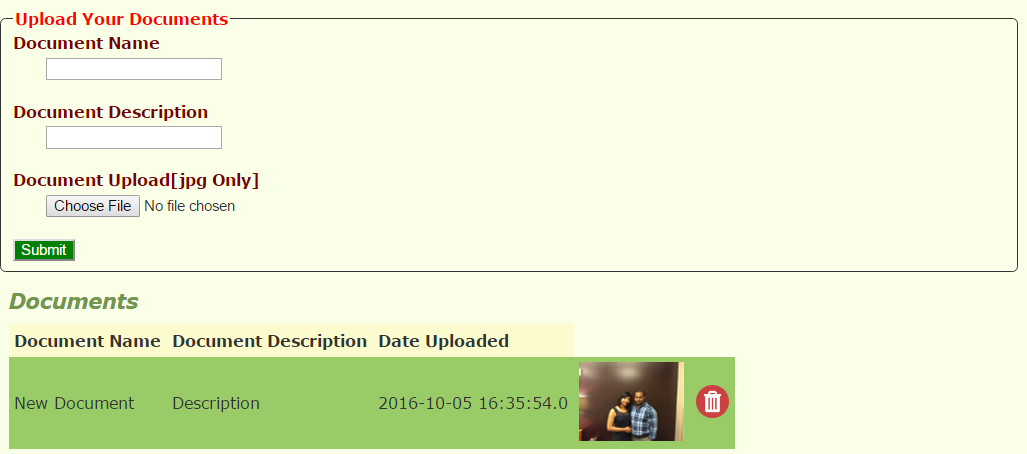 Upload Your Documents
Document Name
Document Description
Document Upload[jpg Only]
Choose File No file chosen
Submit
Documents
Document Name Document Description Date Uploaded
New Document Description 2016-10-05 16:35:54.0